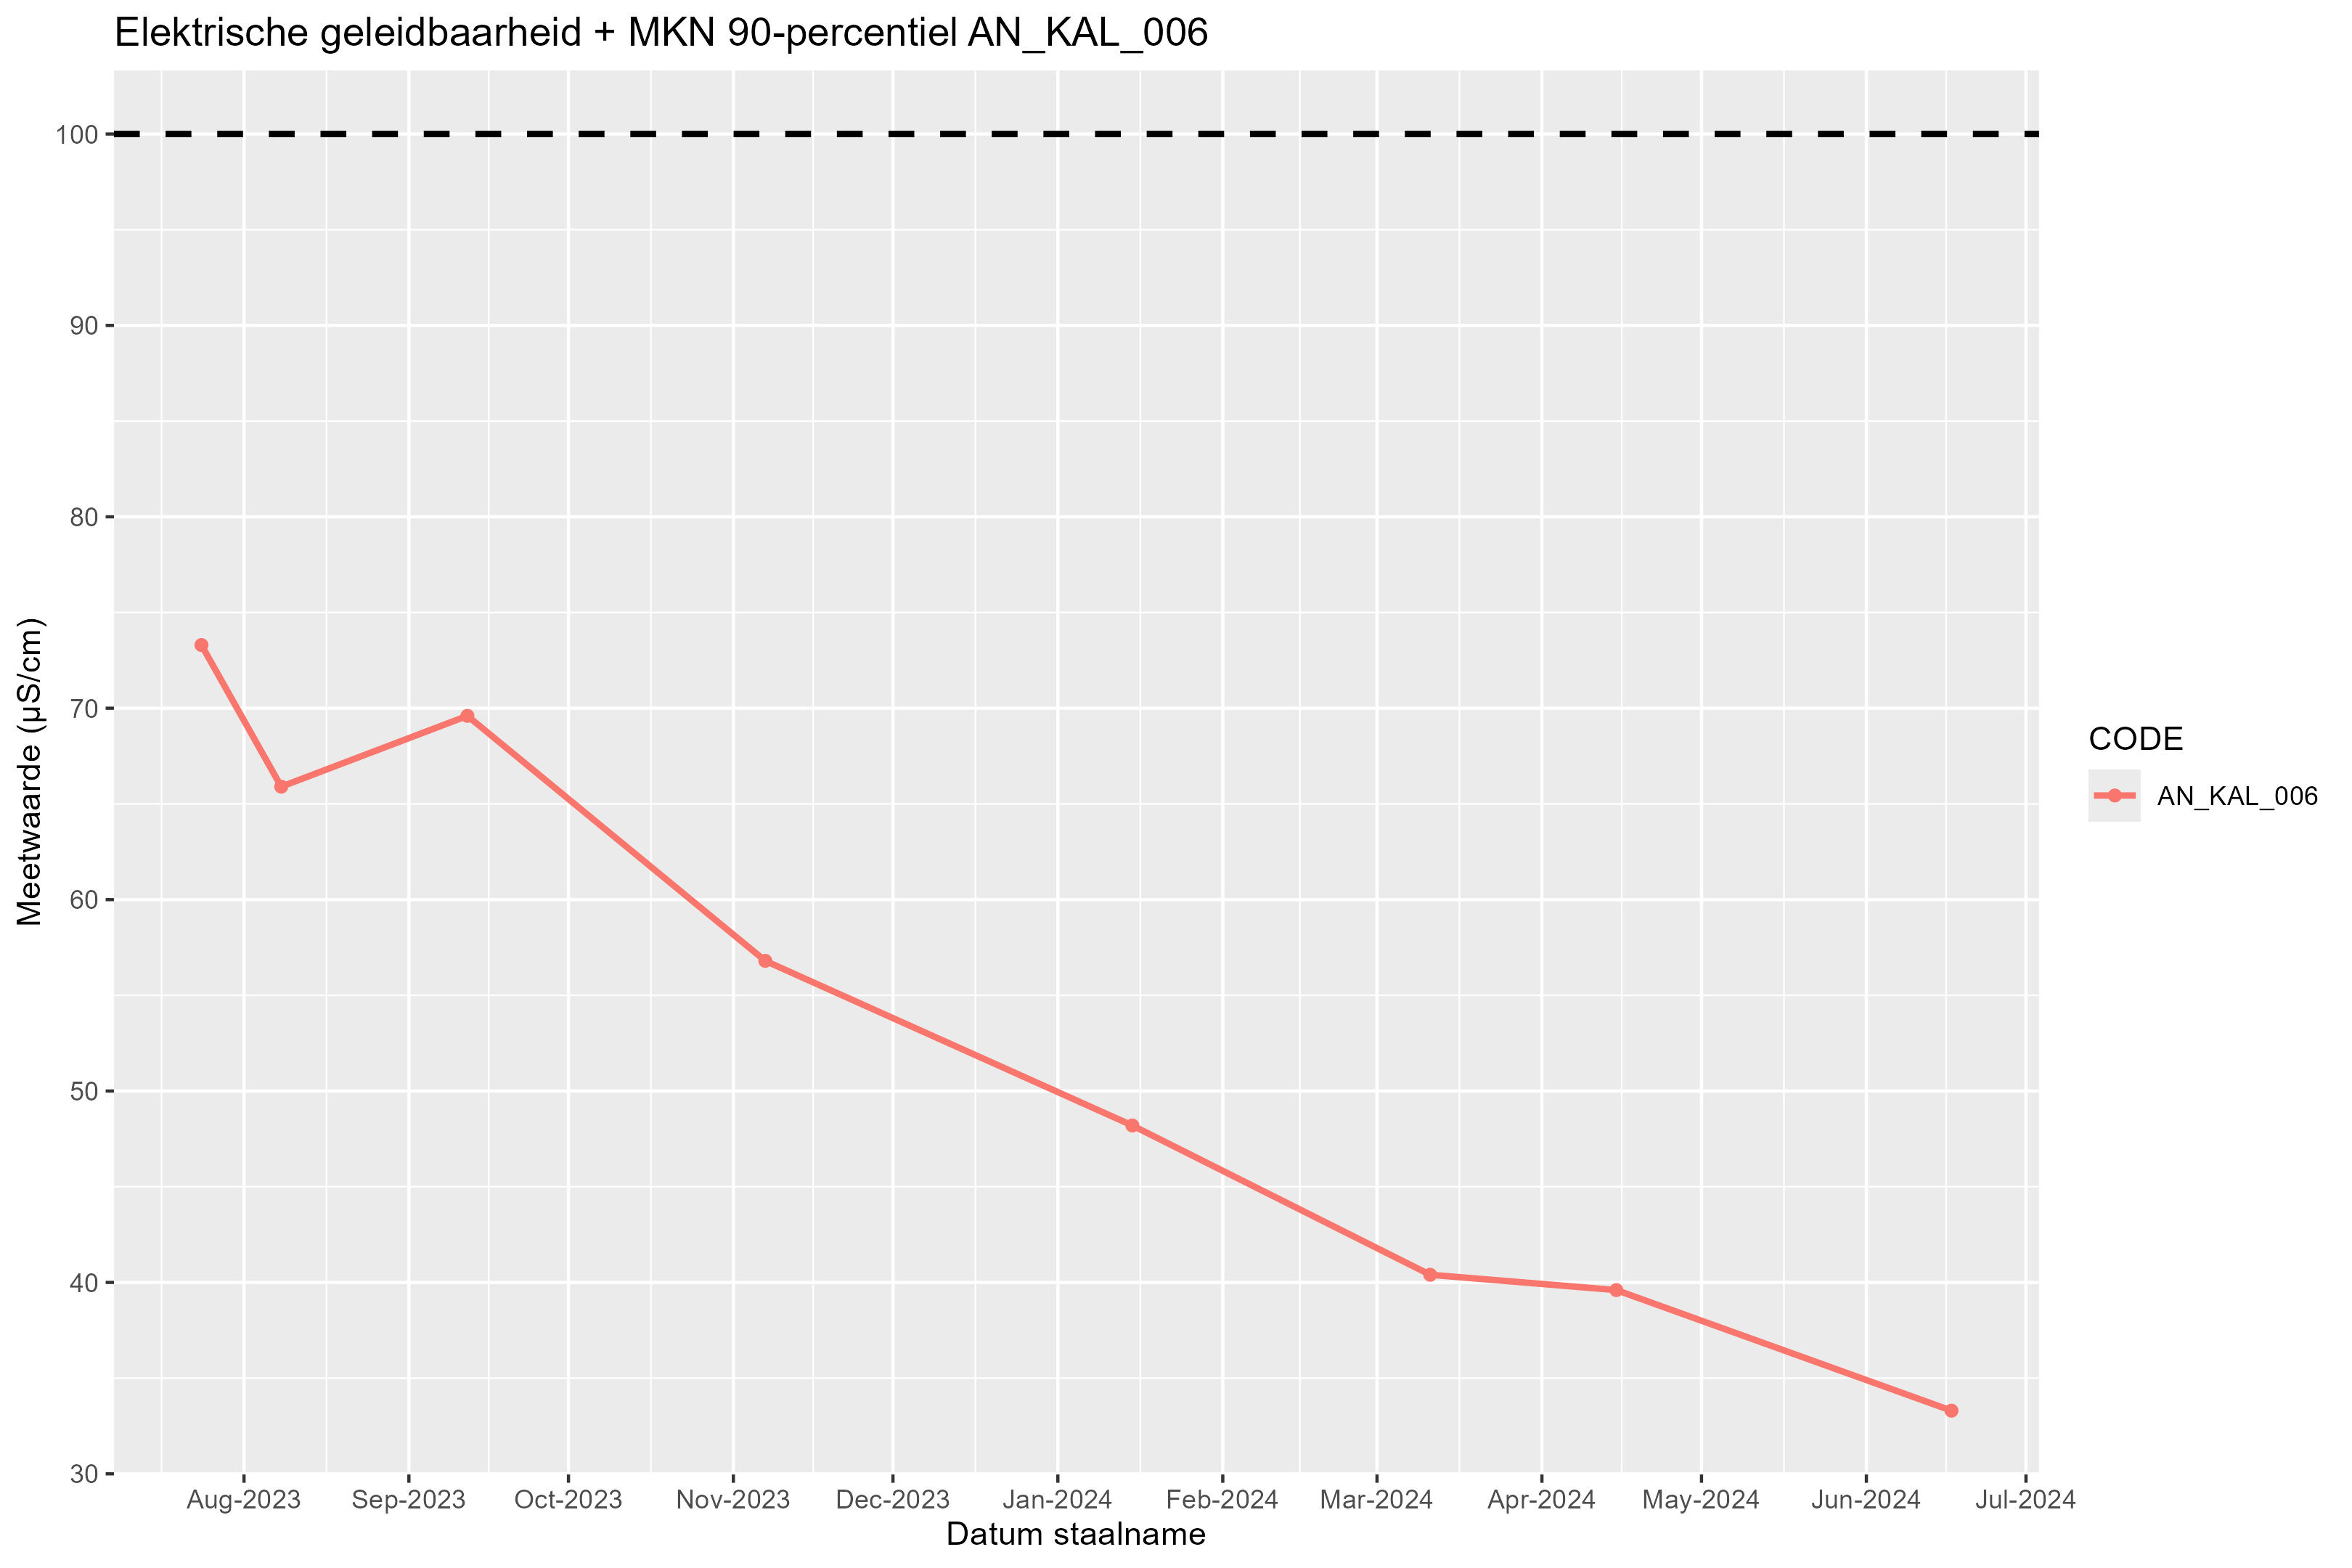 Elektrische geleidbaarheid + MKN 90-percentiel AN_KAL_006
Meetwaarde (µS/cm)
100
90
80
70
60
50
40
30
Aug-2023 Sep-2023 Oct-2023 Nov-2023 Dec-2023 Jan-2024 Feb-2024 Mar-2024 Apr-2024 May-2024 Jun-2024 Jul-2024
Datum staalname
CODE
AN_KAL_006